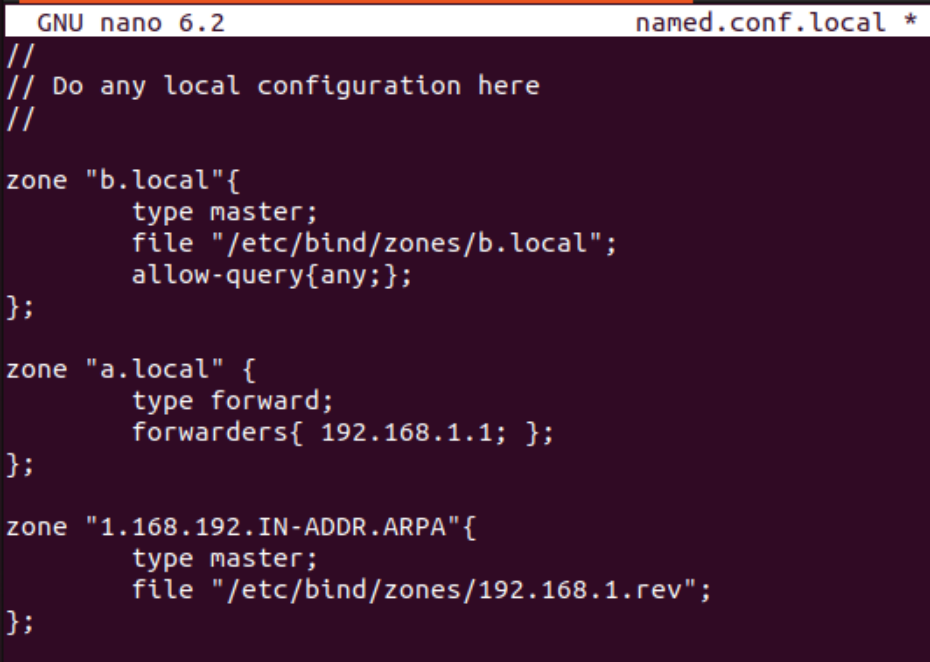 GNU nano 6.2 named.conf.local *
//
// Do any local configuration here
//
zone "b.local"{
type master;
file "/etc/bind/zones/b.local";
allow-query{any;};
};
zone "a.local" {
type forward;
forwarders{ 192.168.1.1; };
};
zone "1.168.192.IN-ADDR.ARPA"{
type master;
file "/etc/bind/zones/192.168.1.rev";
};